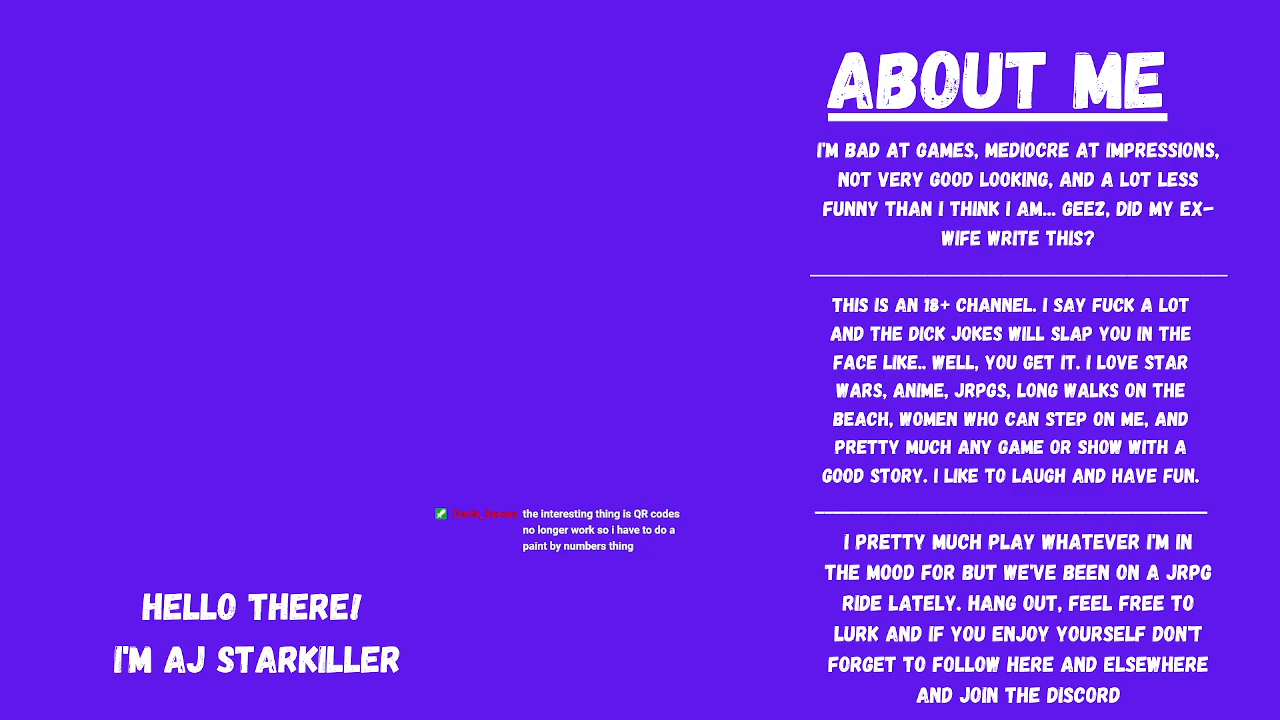 ABOUT ME
I'M BAD AT GAMES, MEDIOCRE AT IMPRESSIONS,
NOT VERY GOOD LOOKING, AND A LOT LESS
FUNNY THAN I THINK I AM... GEEZ, DID MY EX-
WIFE WRITE THIS?
THIS IS AN 18+ CHANNEL. I SAY FUCK A LOT
AND THE DICK JOKES WILL SLAP YOU IN THE
FACE LIKE.. WELL, YOU GET IT. I LOVE STAR
WARS, ANIME, JRPGS, LONG WALKS ON THE
BEACH, WOMEN WHO CAN STEP ON ME, AND
PRETTY MUCH ANY GAME OR SHOW WITH A
GOOD STORY. I LIKE TO LAUGH AND HAVE FUN.
I PRETTY MUCH PLAY WHATEVER I'M IN
THE MOOD FOR BUT WE'VE BEEN ON A JRPG
RIDE LATELY. HANG OUT, FEEL FREE TO
LURK AND IF YOU ENJOY YOURSELF DON'T
FORGET TO FOLLOW HERE AND ELSEWHERE
AND JOIN THE DISCORD
the interesting thing is QR codes
no longer work so i have to do a
paint by numbers thing
HELLO THERE!
I'M AJ STARKILLER